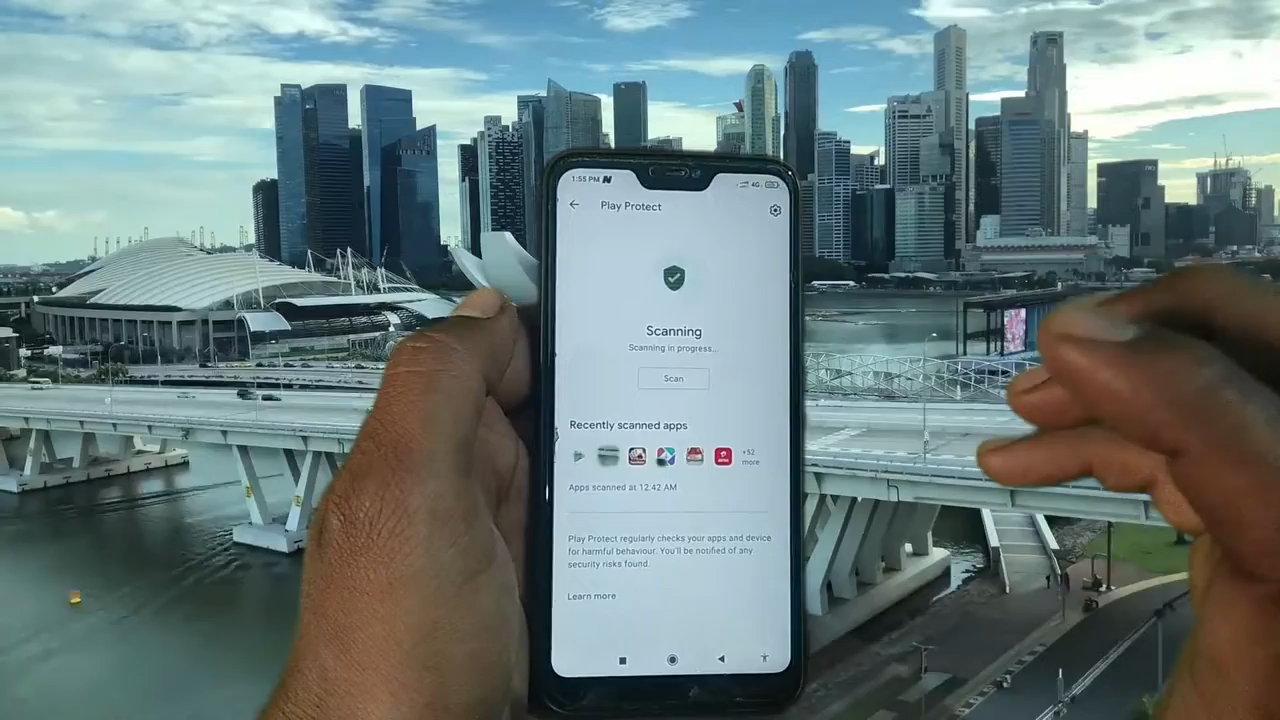 1:55 PM
4G
Play Protect
Scanning
Scanning in progress...
Scan
Recently scanned apps
+52
more
Apps scanned at 12:42 AM
Play Protect regularly checks your apps and device
for harmful behaviour. You'll be notified of any
security risks found.
Learn more